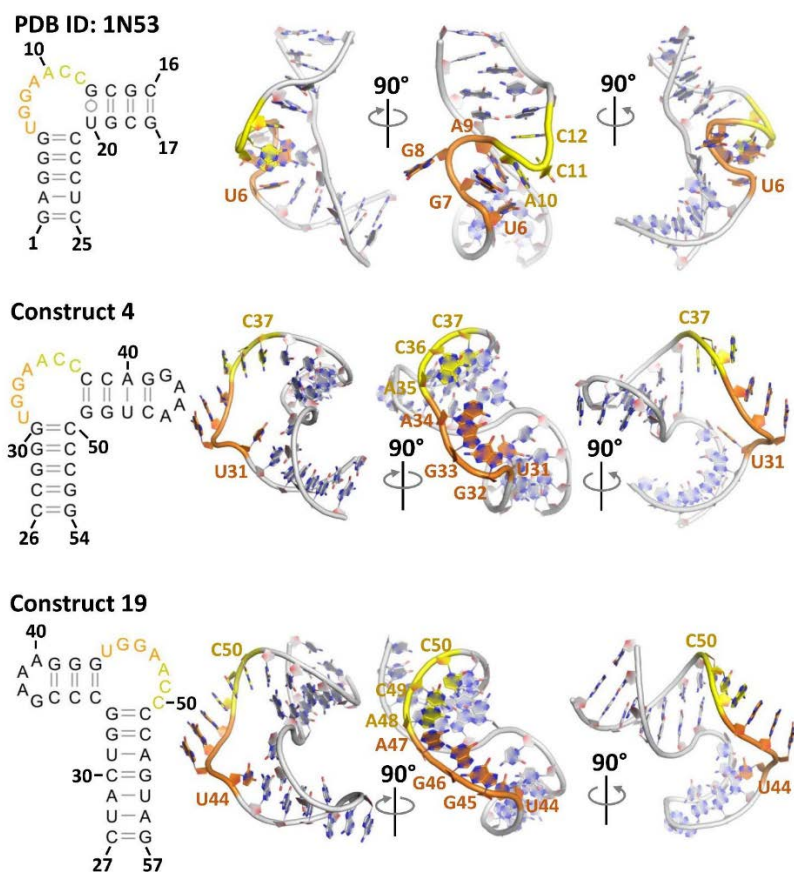 PDB ID: 1N53
10
16
U G G A A C C
G C G C
U G C G
20
17
G C
G C
G C
A U
G C
1
25
90°
90°
U6
G8
A9
C12
C11
A10
G7
U6
U6
Construct 4
40
U G G A A C C
C C A G G A
A
G G U C A
30
50
G C
G C
G C
C G
C G
26
54
C37
U31
90°
C37
C36
A35
A34
G33
G32
U31
90°
C37
U31
Construct 19
40
A G G G
U G G A A C C
A
A G C C C
50
G C
G C
U A
30
C G
A U
U A
C G
27
57
C50
U44
90°
C50
C49
A48
A47
G46
G45
U44
90°
C50
U44